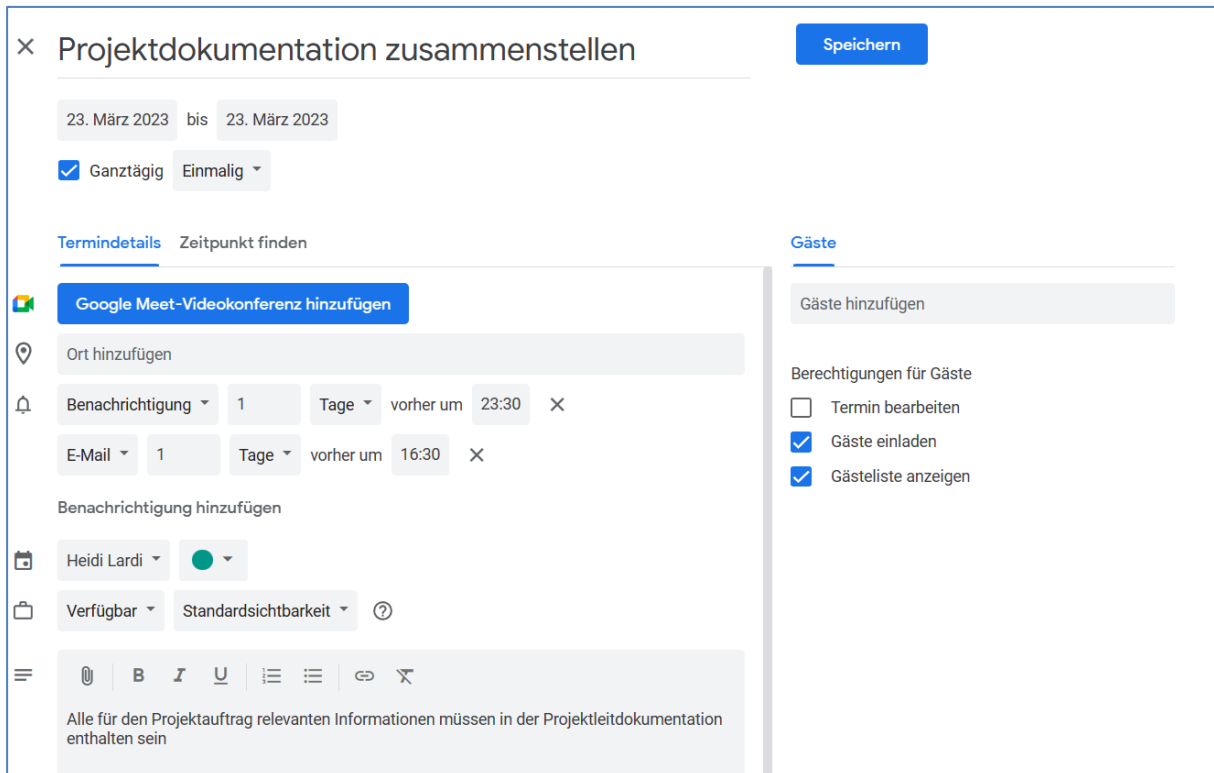 Projektdokumentation zusammenstellen
Speichern
23. März 2023 bis 23. März 2023
Ganztägig Einmalig
Termindetails Zeitpunkt finden
Google Meet-Videokonferenz hinzufügen
Ort hinzufügen
Benachrichtigung 1 Tage vorher um 23:30
E-Mail 1 Tage vorher um 16:30
Benachrichtigung hinzufügen
Heidi Lardi
Verfügbar Standardsichtbarkeit
B I U
Alle für den Projektauftrag relevanten Informationen müssen in der Projektleitdokumentation
enthalten sein
Gäste
Gäste hinzufügen
Berechtigungen für Gäste
Termin bearbeiten
Gäste einladen
Gästeliste anzeigen